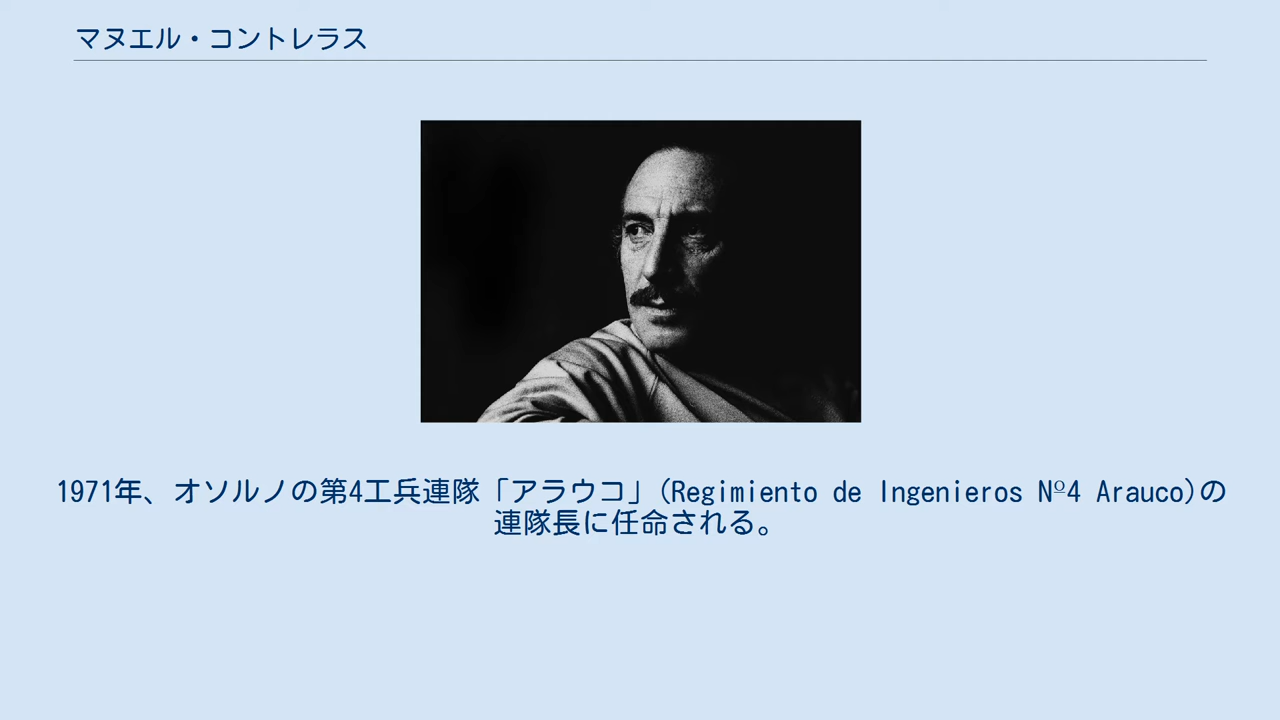 マヌエル・コントレラス
1971年、オソルノの第4工兵連隊「アラウコ」(Regimiento de Ingenieros Nº4 Arauco)の
連隊長に任命される。